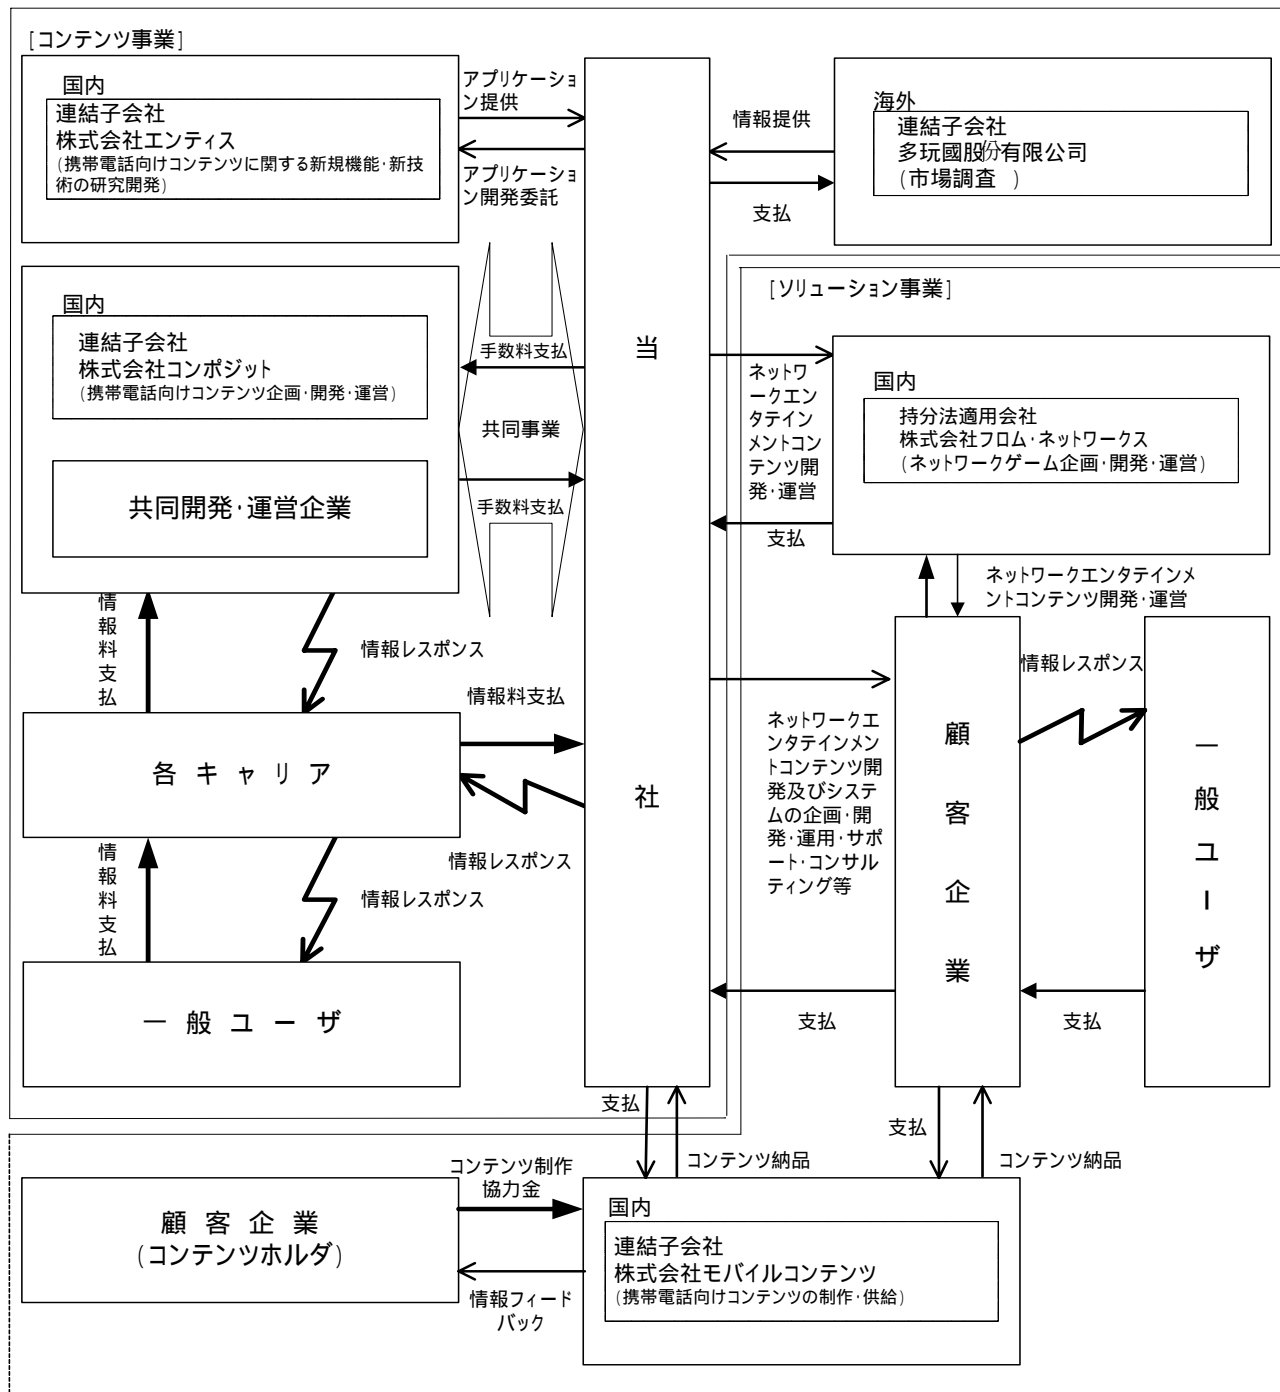 [コンテンツ事業]
国内
連結子会社
株式会社エンティス
(携帯電話向けコンテンツに関する新規機能・新技
術の研究開発)
アプリケーショ
ン提供
アプリケーショ
ン開発委託
情報提供
支払
海外
連結子会社
多玩國股份有限公司
(市場調査 )
国内
連結子会社
株式会社コンポジット
(携帯電話向けコンテンツ企画・開発・運営)
共同開発・運営企業
手数料支払
共同事業
手数料支払
当
社
[ソリューション事業]
ネットワ
ークエン
タテイン
メントコン
テンツ開
発・運営
支払
国内
持分法適用会社
株式会社フロム・ネットワークス
(ネットワークゲーム企画・開発・運営)
ネットワークエンタテインメ
ントコンテンツ開発・運営
情報料支払
情報レスポンス
情報料支払
各キャリア
情報レスポンス
情報料支払
情報レスポンス
一般ユーザ
ネットワークエ
ンタテインメン
トコンテンツ開
発及びシステ
ムの企画・開
発・運用・サポ
ート・コンサル
ティング等
支払
顧客企業
情報レスポンス
支払
一般ユーザ
支払
コンテンツ納品
支払
コンテンツ納品
顧客企業
(コンテンツホルダ)
コンテンツ制作
協力金
情報フィード
バック
国内
連結子会社
株式会社モバイルコンテンツ
(携帯電話向けコンテンツの制作・供給)